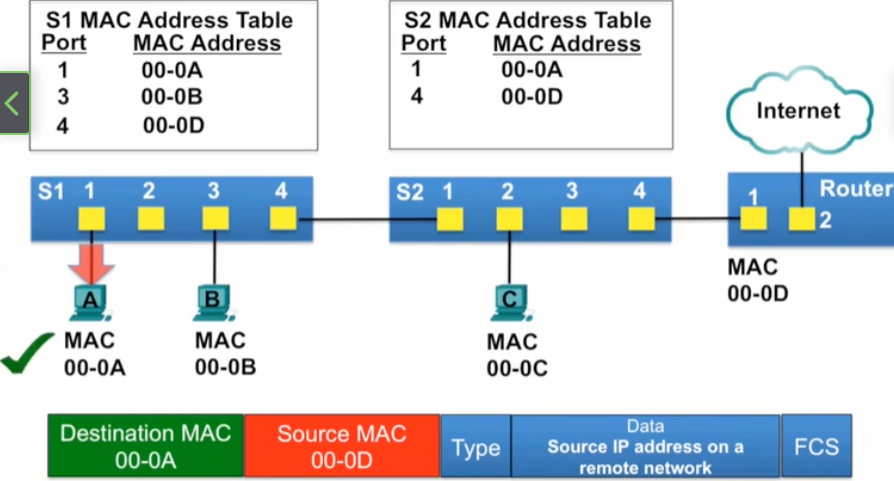 S1 MAC Address Table
Port MAC Address
1 00-0A
3 00-0B
4 00-0D
S2 MAC Address Table
Port MAC Address
1 00-0A
4 00-0D
Internet
S1 1 2 3 4
S2 1 2 3 4
1 Router
2
A
B
C
MAC
00-0A
MAC
00-0B
MAC
00-0C
MAC
00-0D
Destination MAC
00-0A
Source MAC
00-0D
Type
Data
Source IP address on a
remote network
FCS